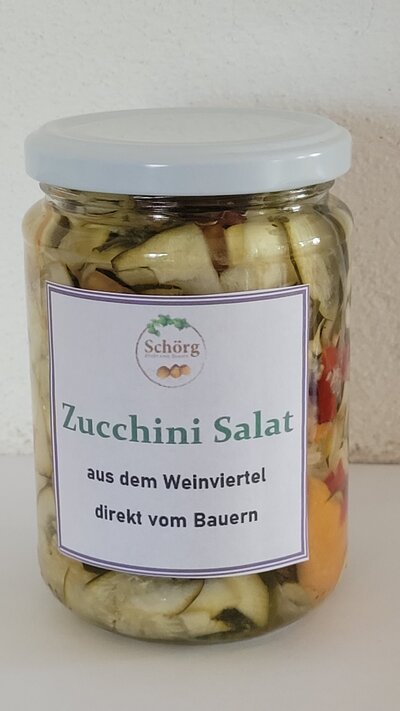 Schörg
Zucchini Salat
aus dem Weinviertel
direkt vom Bauern